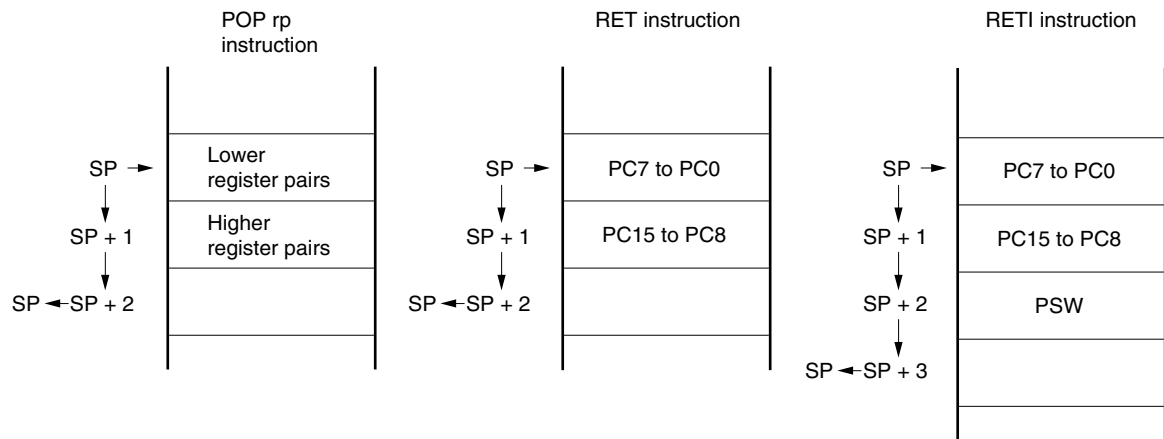 POP rp
instruction
SP
Lower
register pairs
SP + 1
Higher
register pairs
SP
SP + 2
RET instruction
SP
PC7 to PC0
SP + 1
PC15 to PC8
SP
SP + 2
RETI instruction
SP
PC7 to PC0
SP + 1
PC15 to PC8
SP + 2
PSW
SP
SP + 3